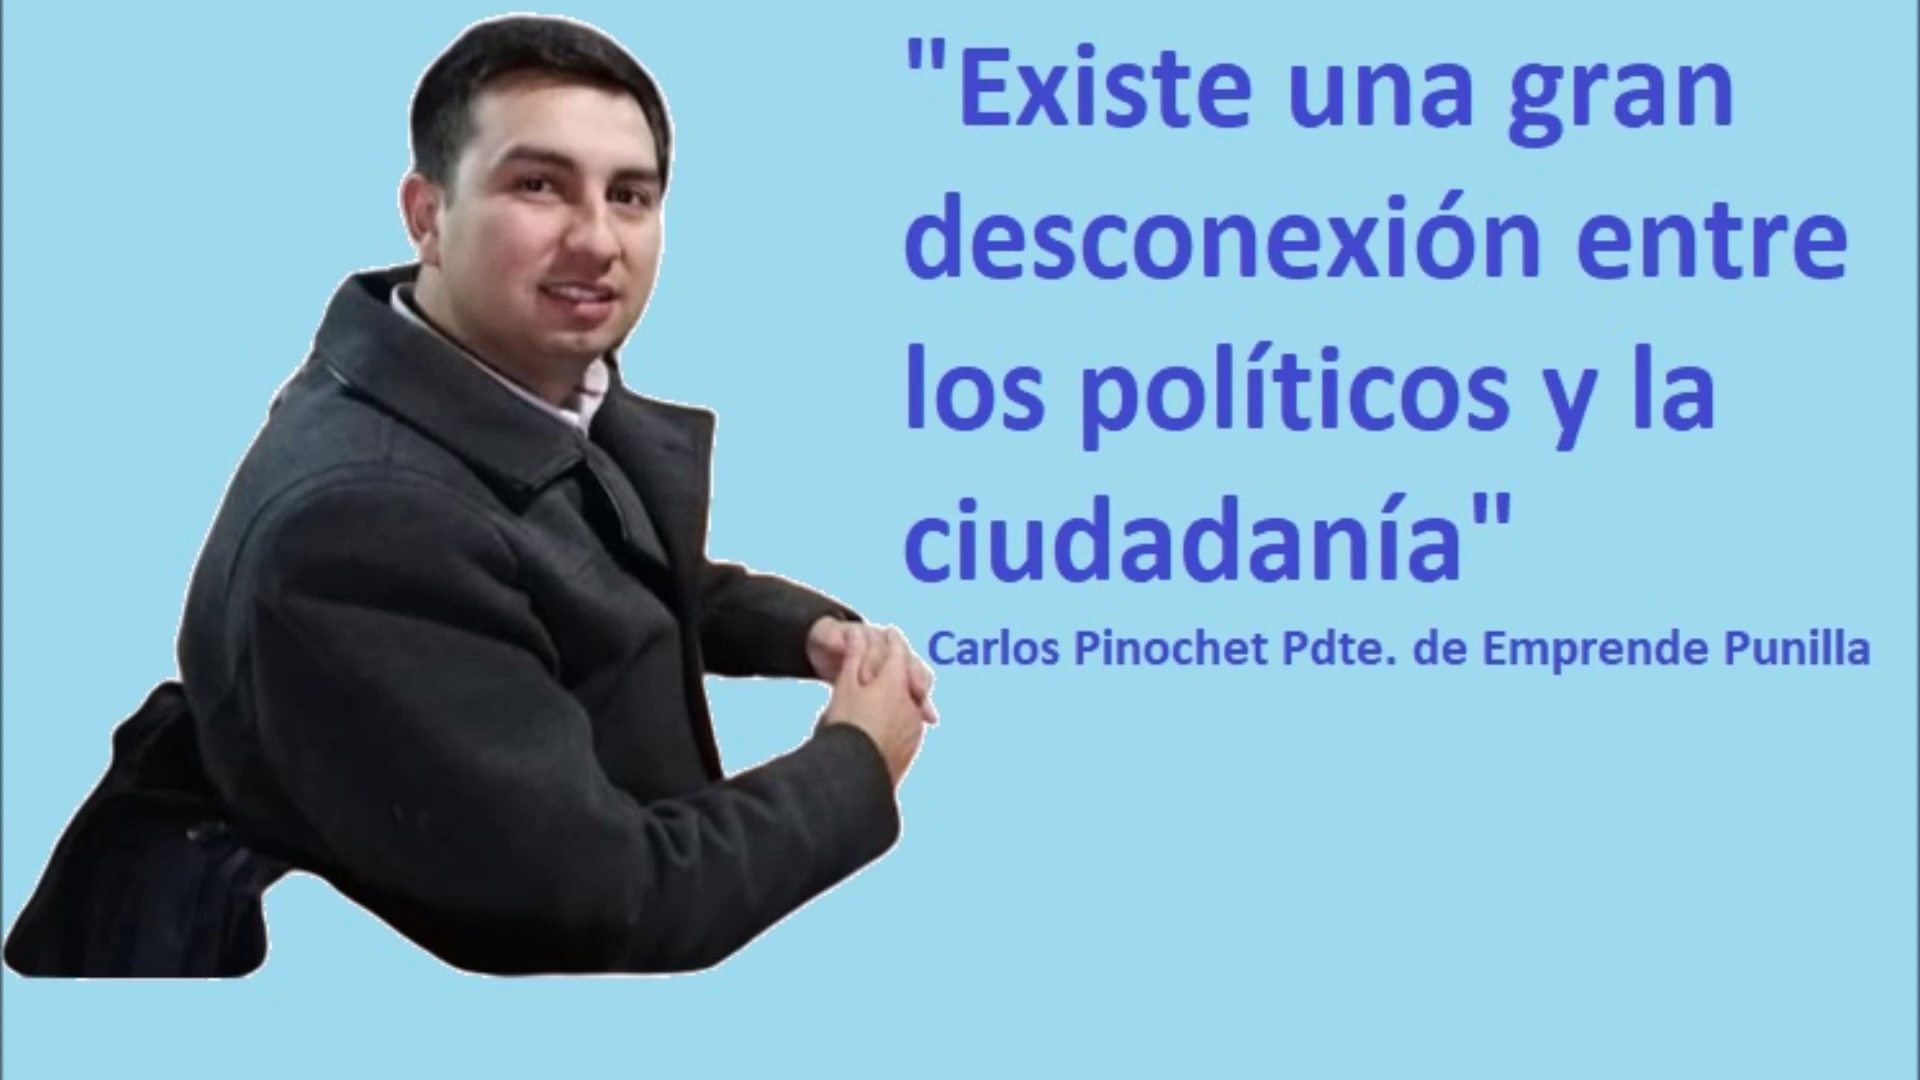 "Existe una gran
desconexión entre
los políticos y la
ciudadanía"
Carlos Pinochet Pdte. de Emprende Punilla